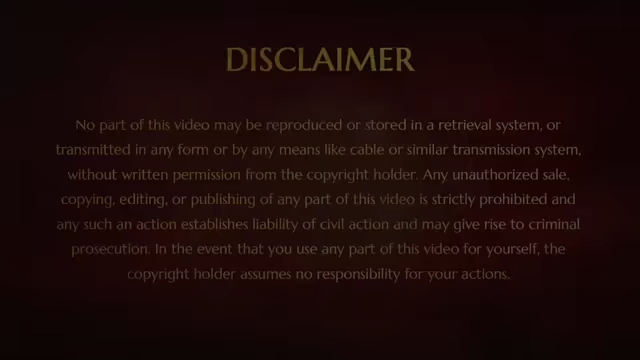 DISCLAIMER
No part of this video may be reproduced or stored in a retrieval system, or
transmitted in any form or by any means like cable or similar transmission system,
without written permission from the copyright holder. Any unauthorized sale,
copying, editing, or publishing of any part of this video is strictly prohibited and
any such an action establishes liability of civil action and may give rise to criminal
prosecution. In the event that you use any part of this video for yourself, the
copyright holder assumes no responsibility for your actions.